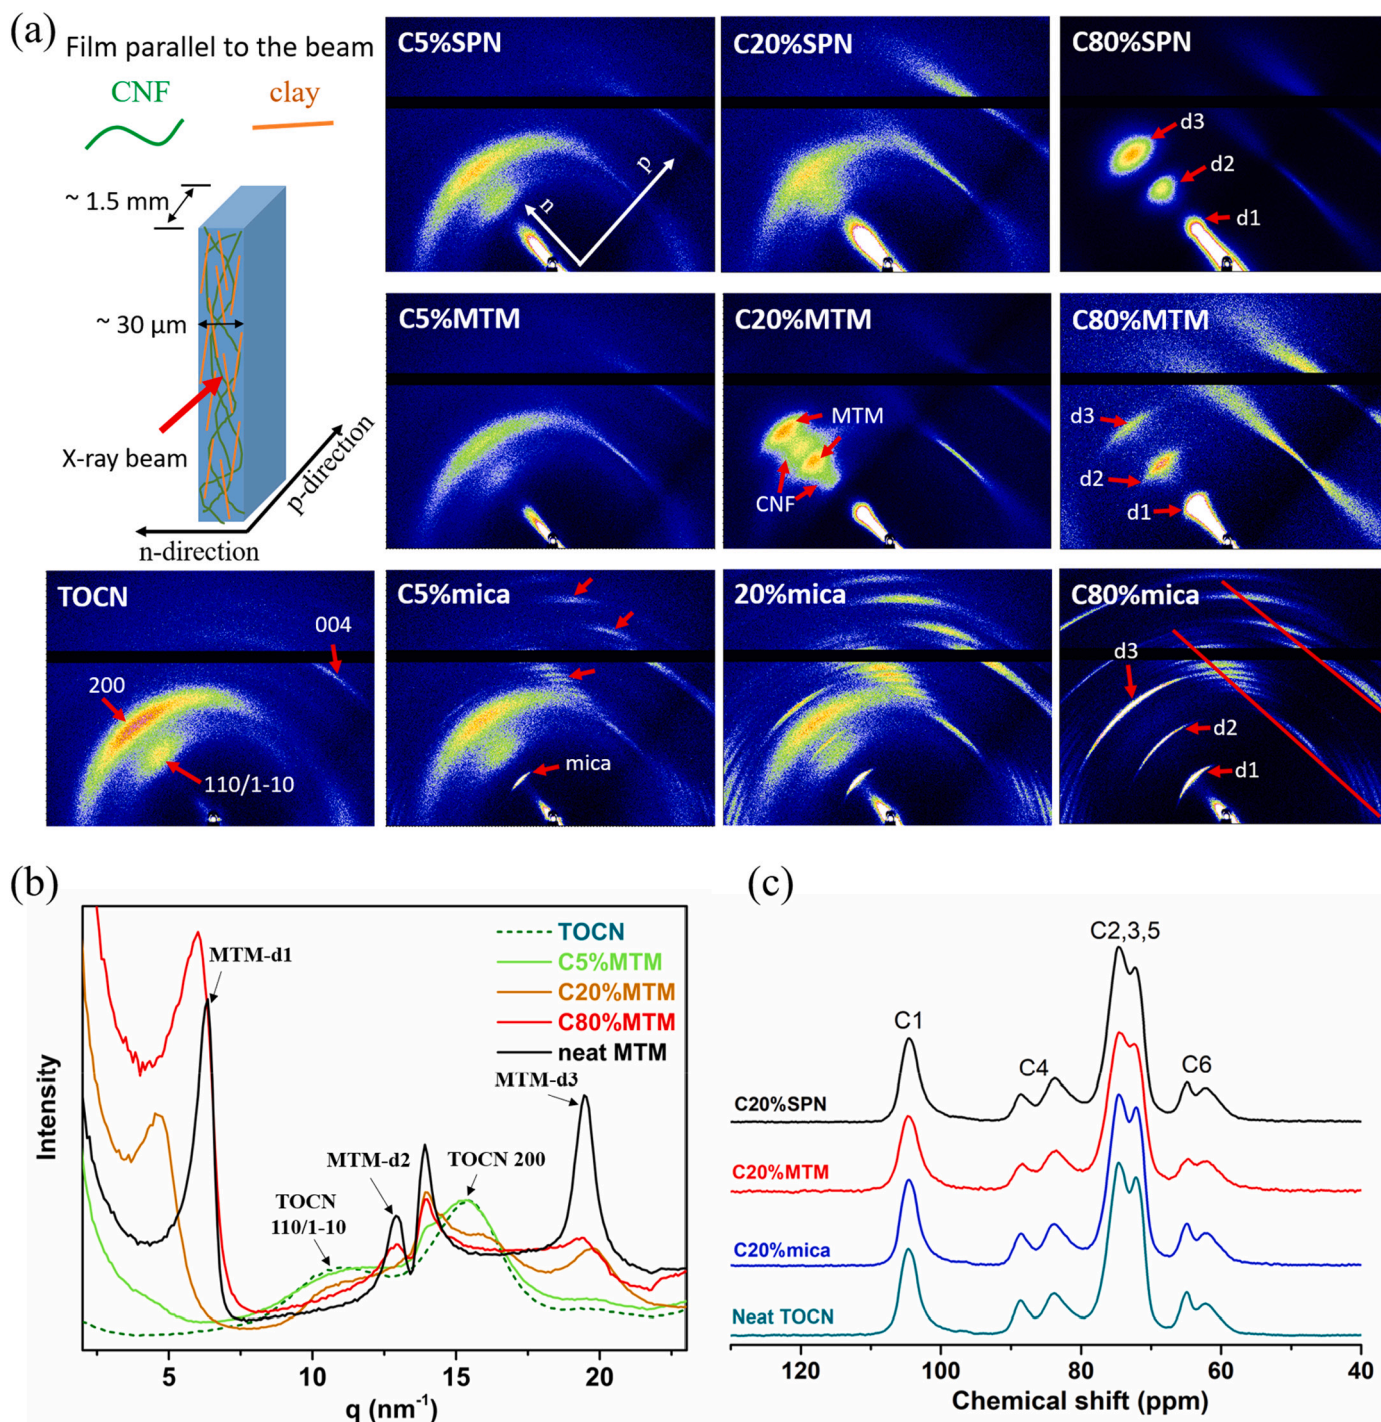 (a)
Film parallel to the beam
CNF
clay
~ 1.5 mm
~ 30 µm
X-ray beam
p-direction
n-direction
C5%SPN
n
p
C20%SPN
C80%SPN
d3
d2
d1
C5%MTM
C20%MTM
MTM
CNF
C80%MTM
d3
d2
d1
TOCN
004
200
110/1-10
C5%mica
mica
20%mica
C80%mica
d3
d2
d1
(b)
MTM-d1
TOCN
C5%MTM
C20%MTM
C80%MTM
neat MTM
MTM-d3
MTM-d2
TOCN 200
TOCN
110/1-10
Intensity
5
10
15
20
q (nm⁻¹)
(c)
C2,3,5
C1
C4
C6
C20%SPN
C20%MTM
C20%mica
Neat TOCN
120
100
80
60
40
Chemical shift (ppm)